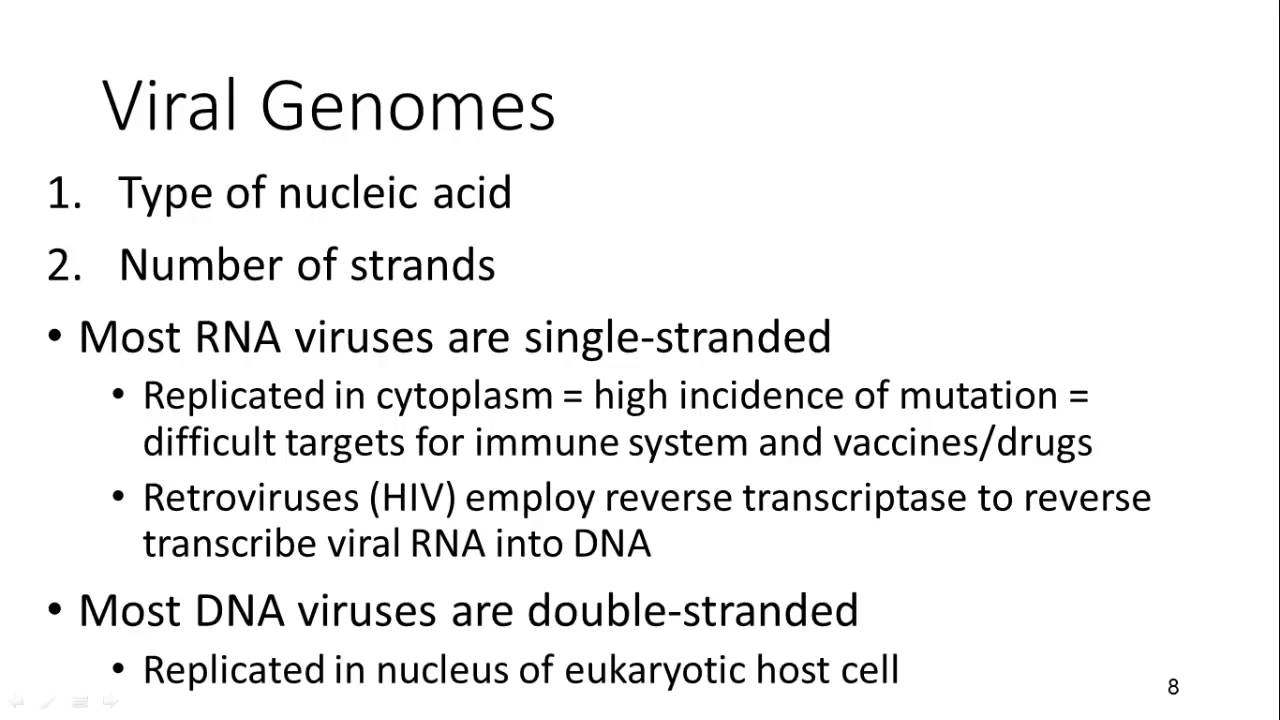 Viral Genomes
1. Type of nucleic acid
2. Number of strands
• Most RNA viruses are single-stranded
• Replicated in cytoplasm = high incidence of mutation =
difficult targets for immune system and vaccines/drugs
• Retroviruses (HIV) employ reverse transcriptase to reverse
transcribe viral RNA into DNA
• Most DNA viruses are double-stranded
• Replicated in nucleus of eukaryotic host cell
8